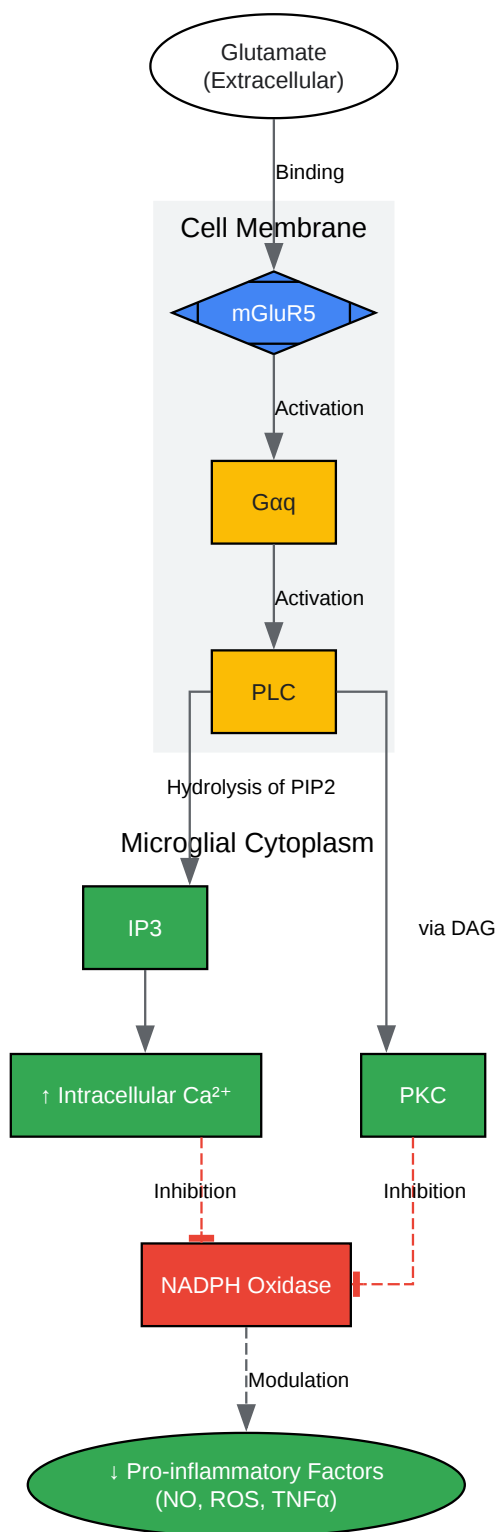 Glutamate
(Extracellular)
Binding
Cell Membrane
mGluR5
Activation
Gαq
Activation
PLC
Hydrolysis of PIP2
Microglial Cytoplasm
IP3
via DAG
↑ Intracellular Ca²⁺
PKC
Inhibition
Inhibition
NADPH Oxidase
Modulation
↓ Pro-inflammatory Factors
(NO, ROS, TNFα)